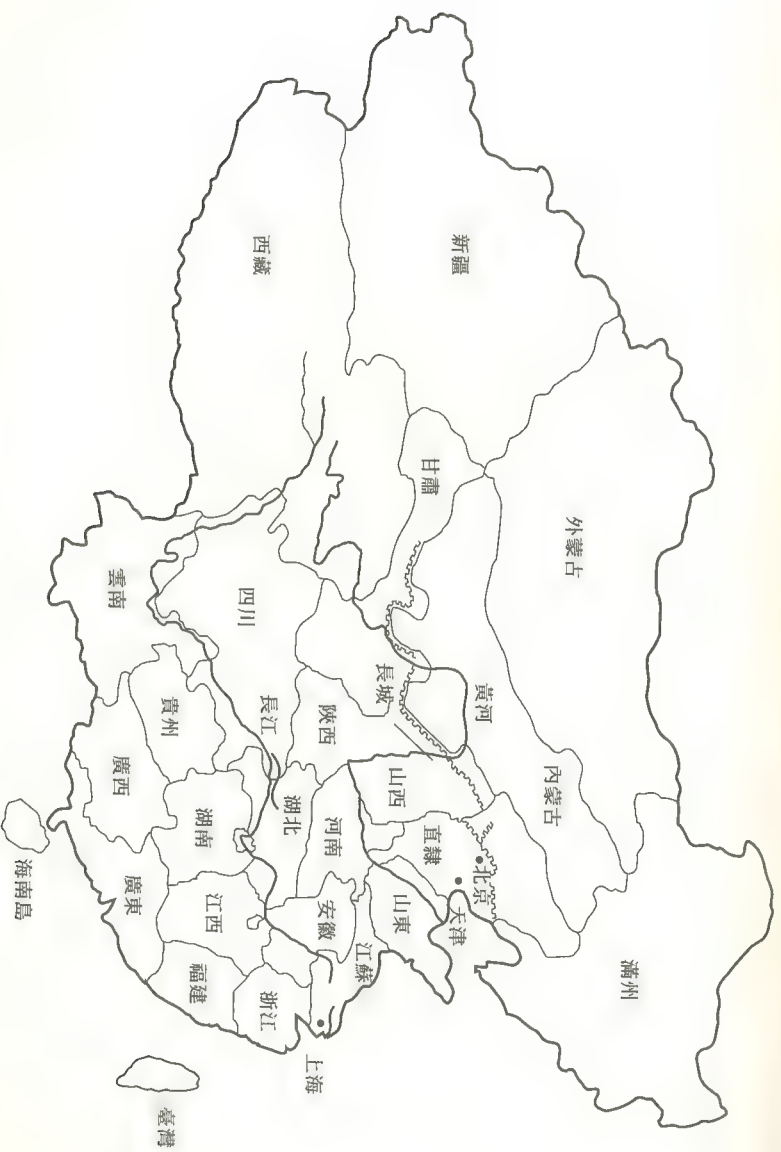 新疆
西藏
外蒙古
甘肅
內蒙古
黃河
長城
四川
雲南
陝西
長江
貴州
山西
滿州
直隸
北京
天津
湖北
河南
廣西
湖南
山東
安徽
江蘇
江西
廣東
福建
浙江
上海
海南島
臺灣